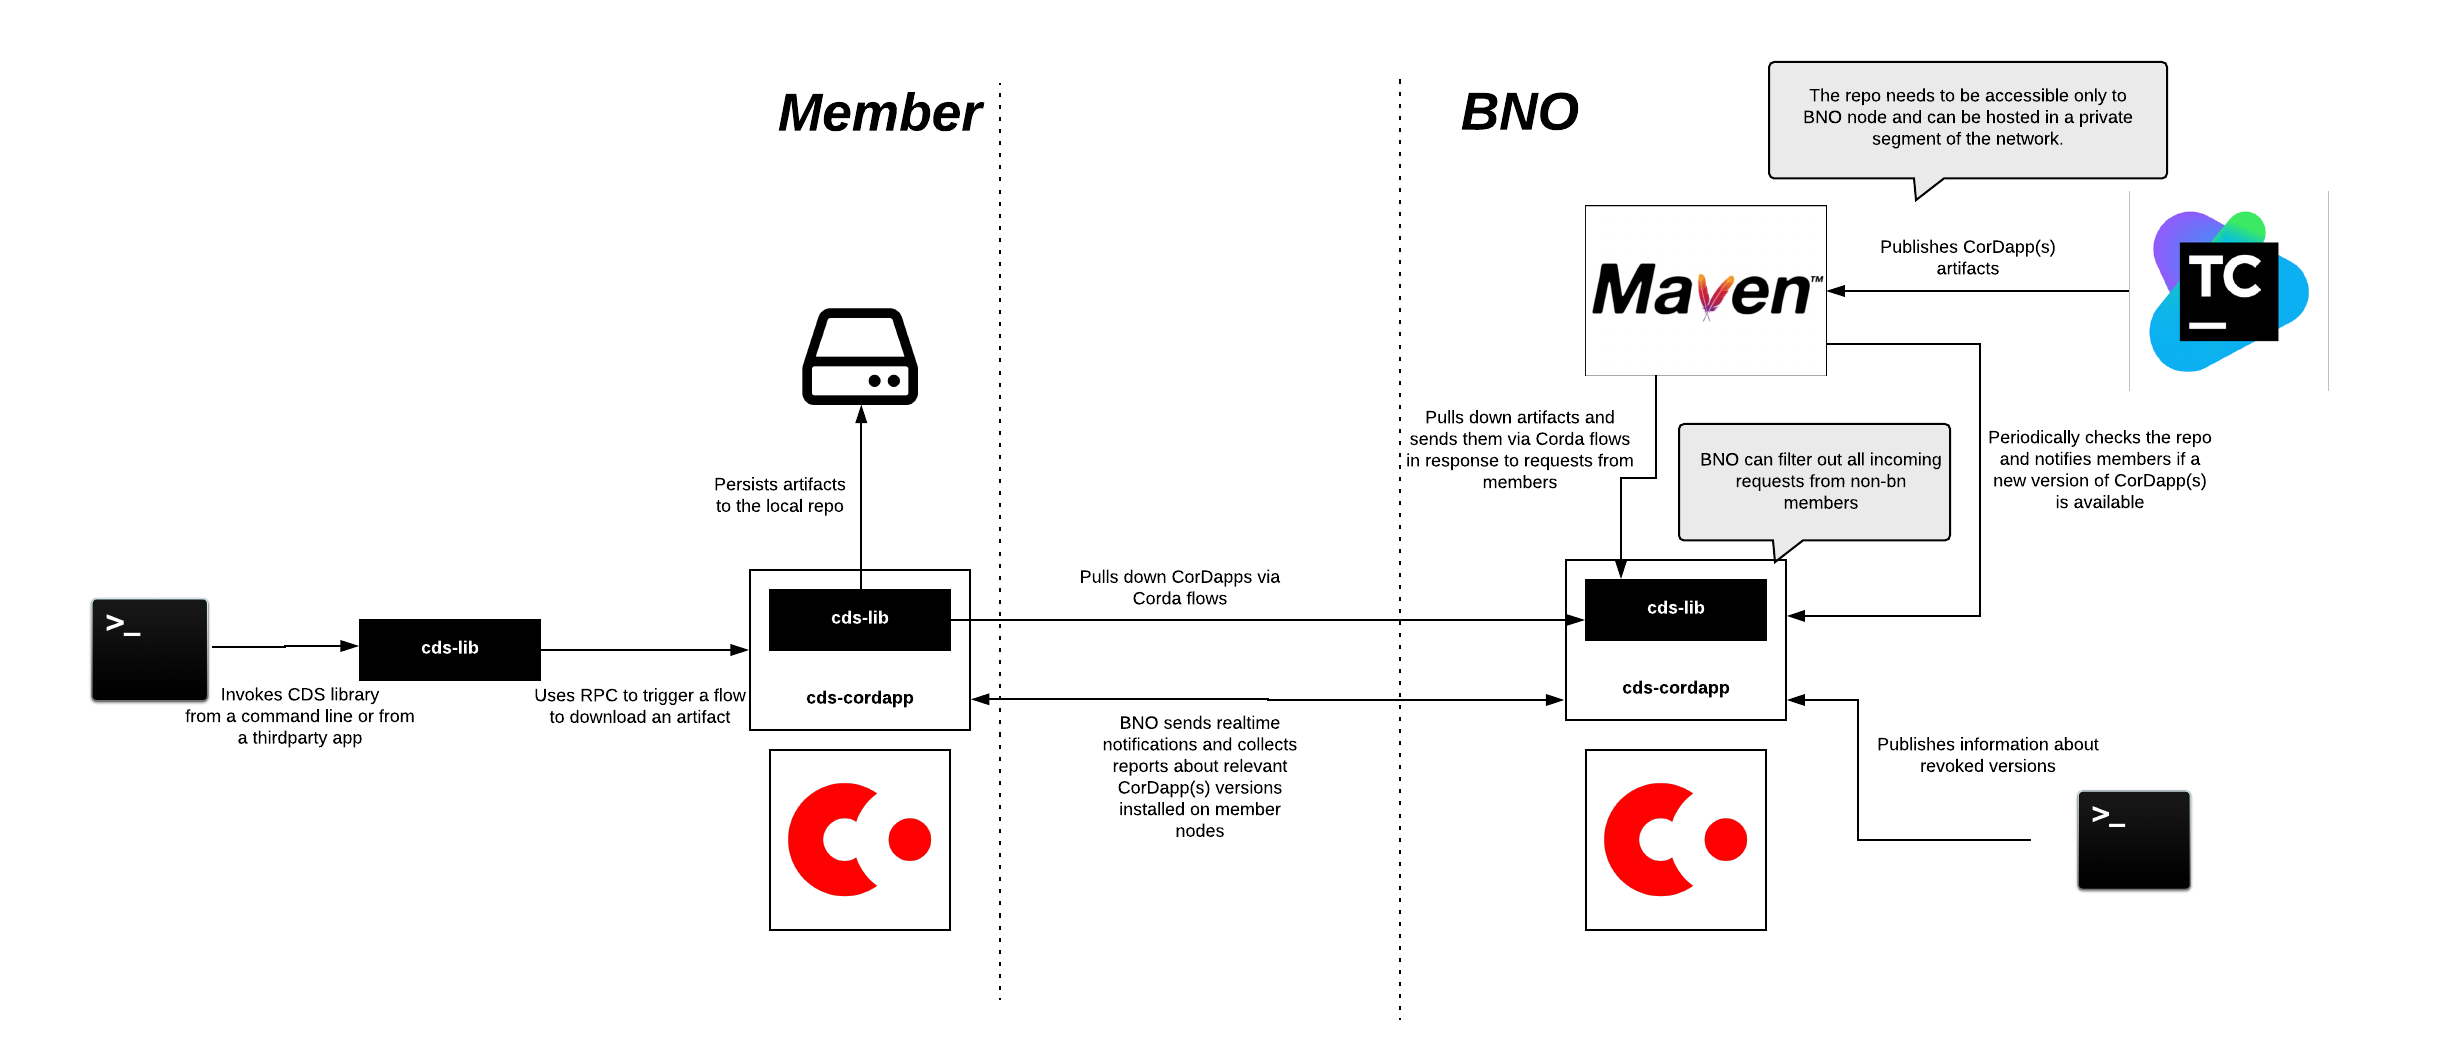 Member
BNO
The repo needs to be accessible only to
BNO node and can be hosted in a private
segment of the network.
Maven™
Publishes CorDapp(s)
artifacts
TC
Pulls down artifacts and
sends them via Corda flows
in response to requests from
members
BNO can filter out all incoming
requests from non-bn
members
Periodically checks the repo
and notifies members if a
new version of CorDapp(s)
is available
Persists artifacts
to the local repo
>_
Invokes CDS library
from a command line or from
a thirdparty app
cds-lib
Uses RPC to trigger a flow
to download an artifact
cds-lib
cds-cordapp
Pulls down CorDapps via
Corda flows
BNO sends realtime
notifications and collects
reports about relevant
CorDapp(s) versions
installed on member
nodes
cds-lib
cds-cordapp
Publishes information about
revoked versions
>_